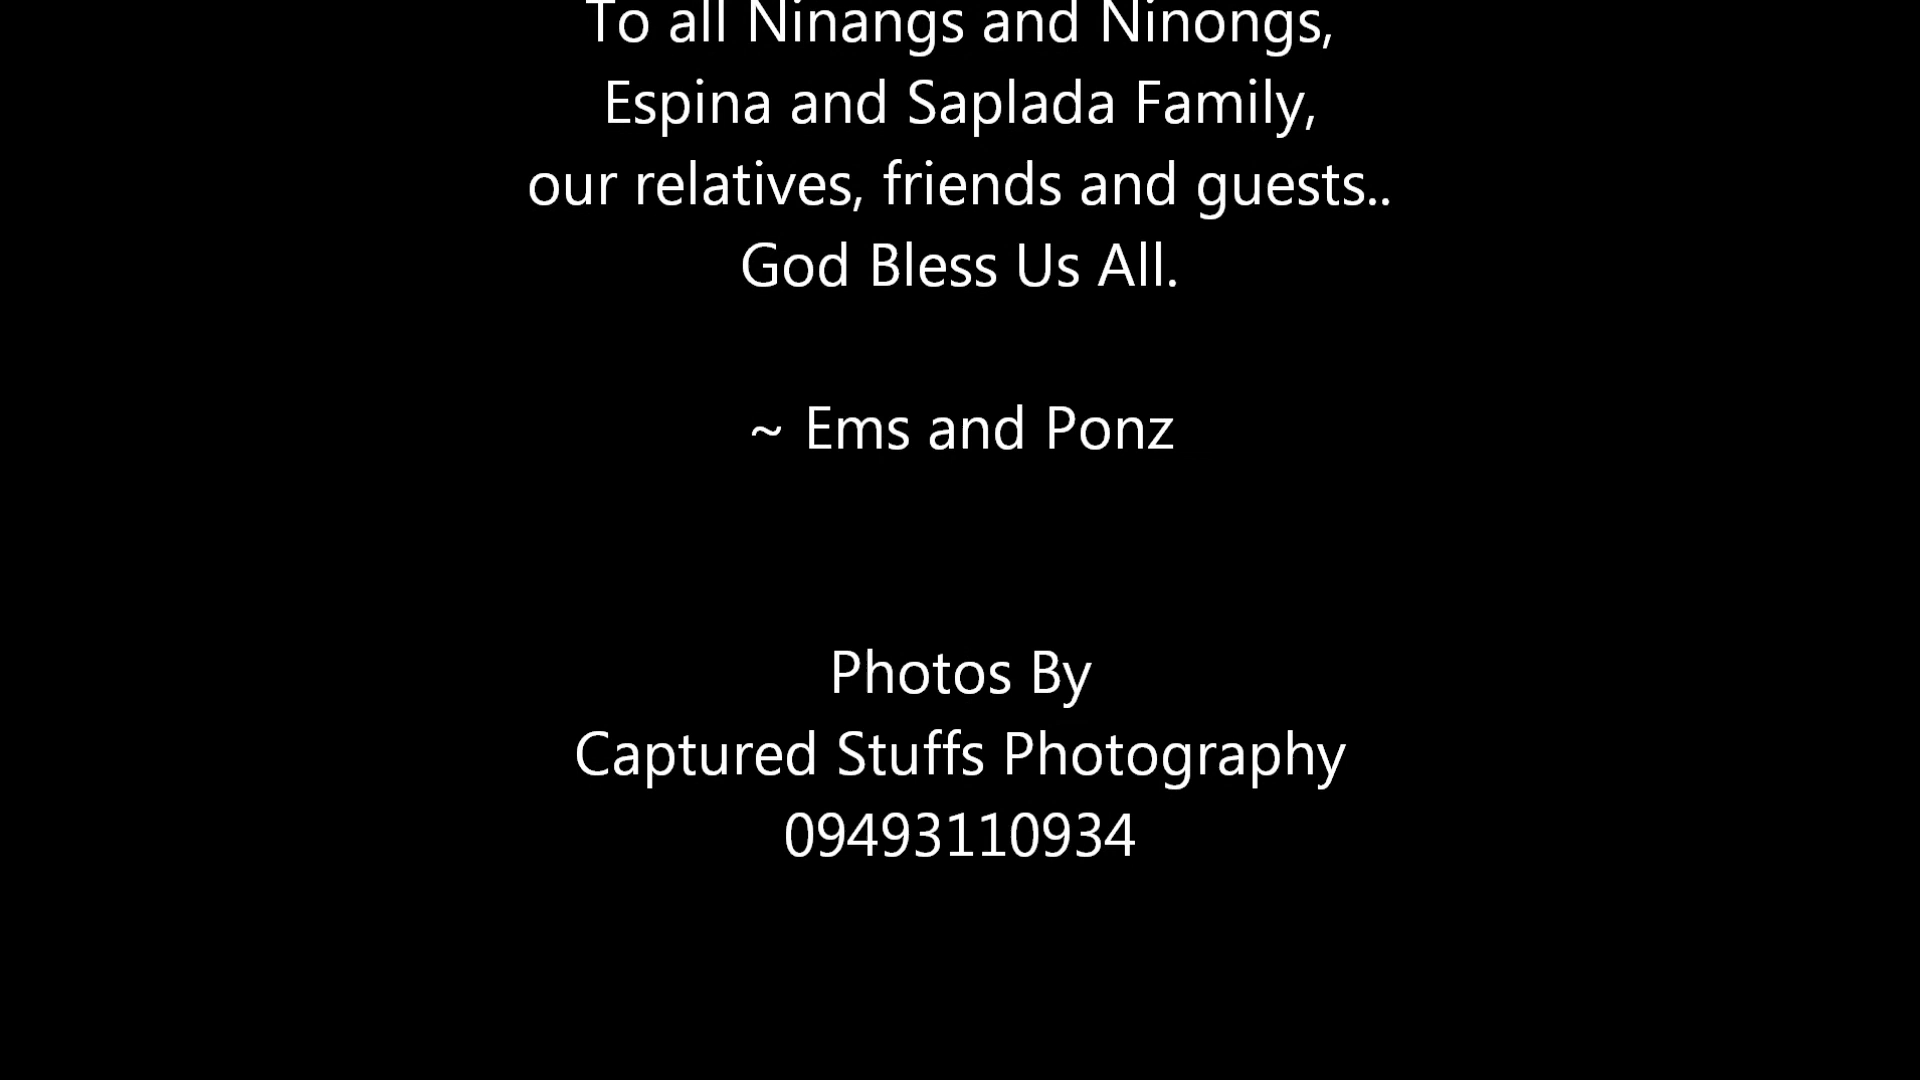 To all Ninangs and Ninongs,
Espina and Saplada Family,
our relatives, friends and guests..
God Bless Us All.
~ Ems and Ponz
Photos By
Captured Stuffs Photography
09493110934